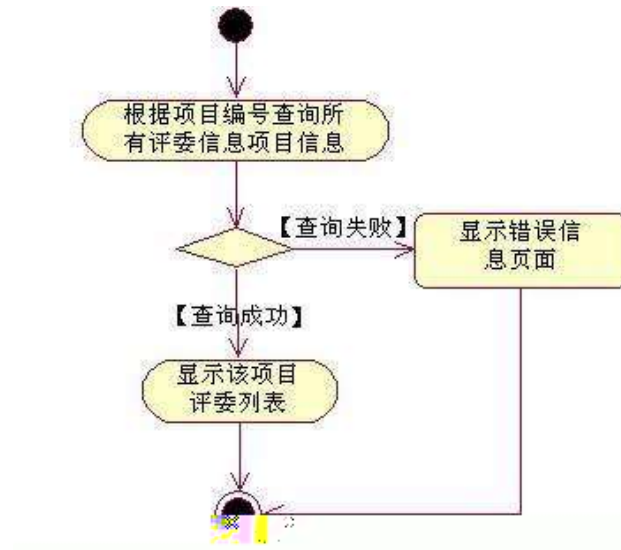 根据项目编号查询所
有评委信息项目信息
【查询失败】
显示错误信
息页面
【查询成功】
显示该项目
评委列表